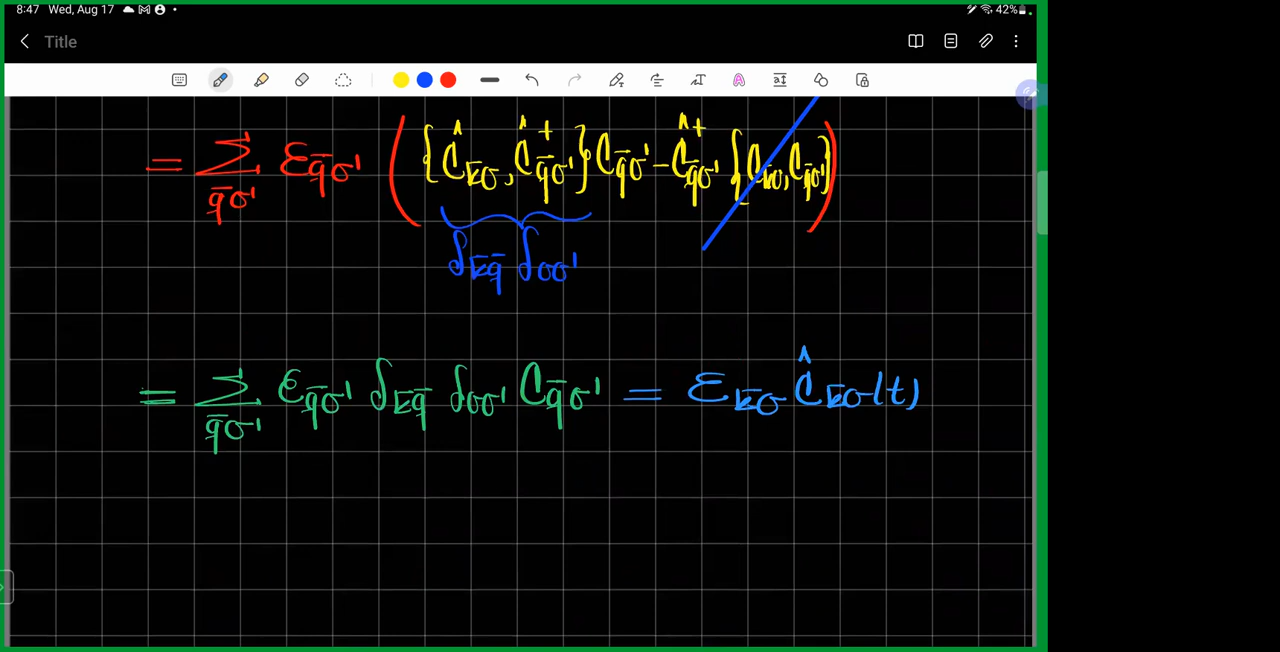 8:47 Wed, Aug 17 42%
Title
= Σ_{q̄σ'} ε_{q̄σ'} ( {Ĉ_{k̄σ}, Ĉ⁺_{q̄σ'}} C_{q̄σ'} − Ĉ⁺_{q̄σ'} {C_{k̄σ}, C_{q̄σ'}} )
δ_{k̄q̄} δ_{σσ'}
= Σ_{q̄σ'} ε_{q̄σ'} δ_{k̄q̄} δ_{σσ'} C_{q̄σ'} = ε_{k̄σ} Ĉ_{k̄σ}(t)